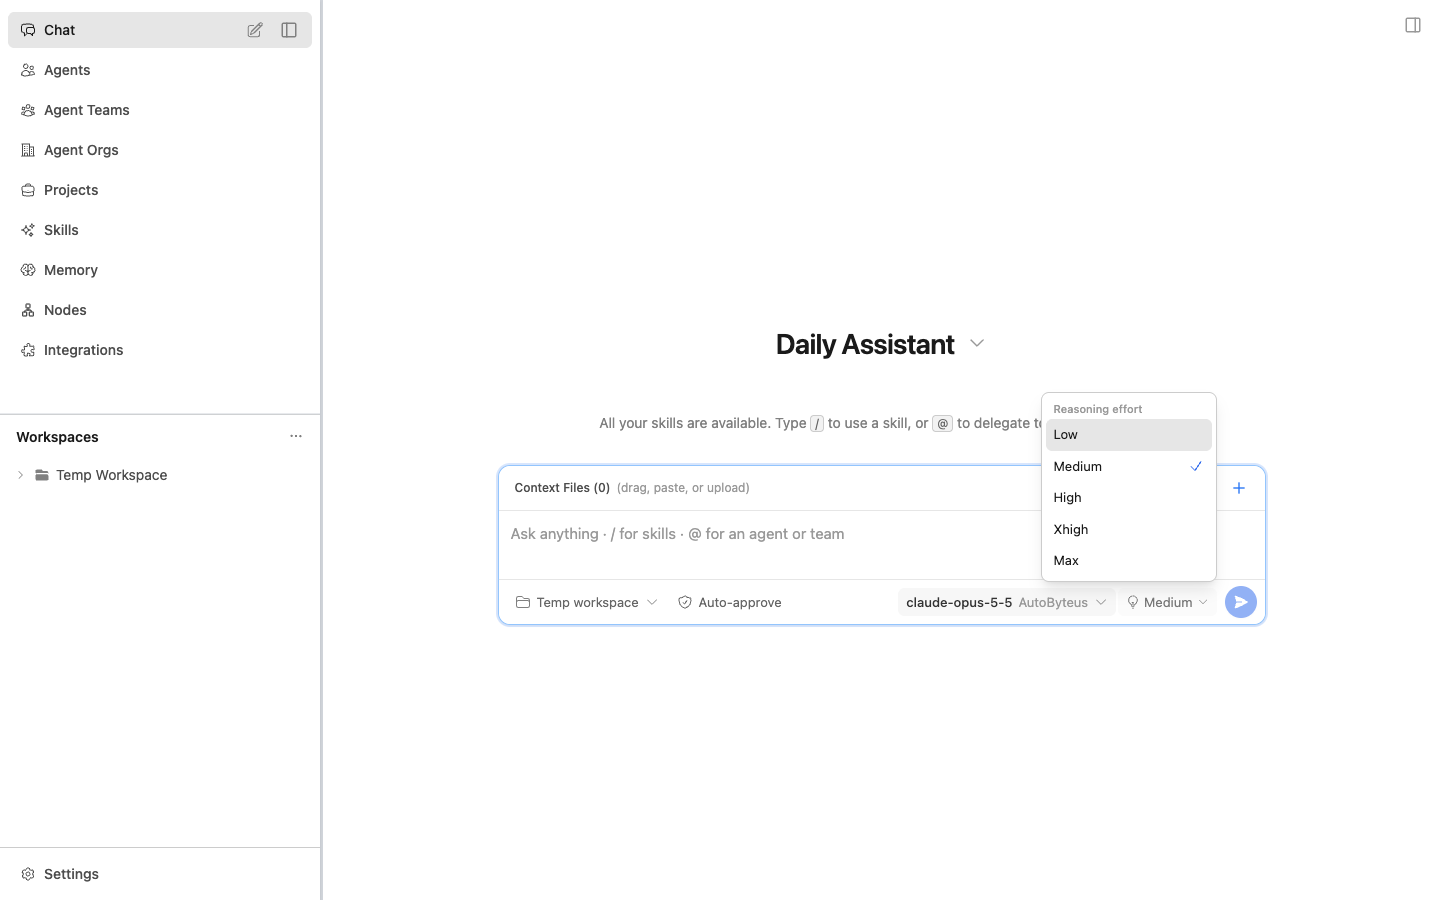 Chat
Agents
Agent Teams
Agent Orgs
Projects
Skills
Memory
Nodes
Integrations
Workspaces
Temp Workspace
Settings
Daily Assistant
All your skills are available. Type / to use a skill, or @ to delegate to
Reasoning effort
Low
Medium
High
Xhigh
Max
Context Files (0) (drag, paste, or upload)
Ask anything · / for skills · @ for an agent or team
Temp workspace
Auto-approve
claude-opus-5-5 AutoByteus
Medium